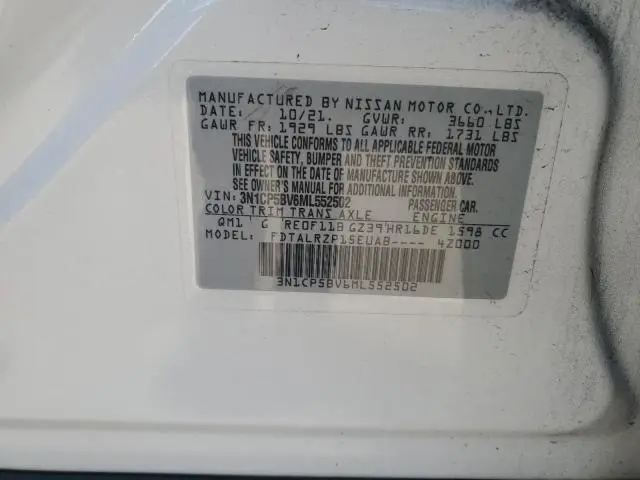 MANUFACTURED BY NISSAN MOTOR CO.,LTD.
DATE: 10/21. GVWR: 3660 LBS
GAWR FR: 1929 LBS GAWR RR: 1731 LBS
THIS VEHICLE CONFORMS TO ALL APPLICABLE FEDERAL MOTOR
VEHICLE SAFETY, BUMPER AND THEFT PREVENTION STANDARDS
IN EFFECT ON THE DATE OF MANUFACTURE SHOWN ABOVE.
SEE OWNER'S MANUAL FOR ADDITIONAL INFORMATION.
VIN: 3N1CP5BV6ML552502 PASSENGER CAR.
COLOR TRIM TRANS AXLE ENGINE
QM1 G RE0F11B GZ39 HR16DE 1598 CC
MODEL: FDTALRZP15EUAB---- 4Z000
3N1CP5BV6ML552502